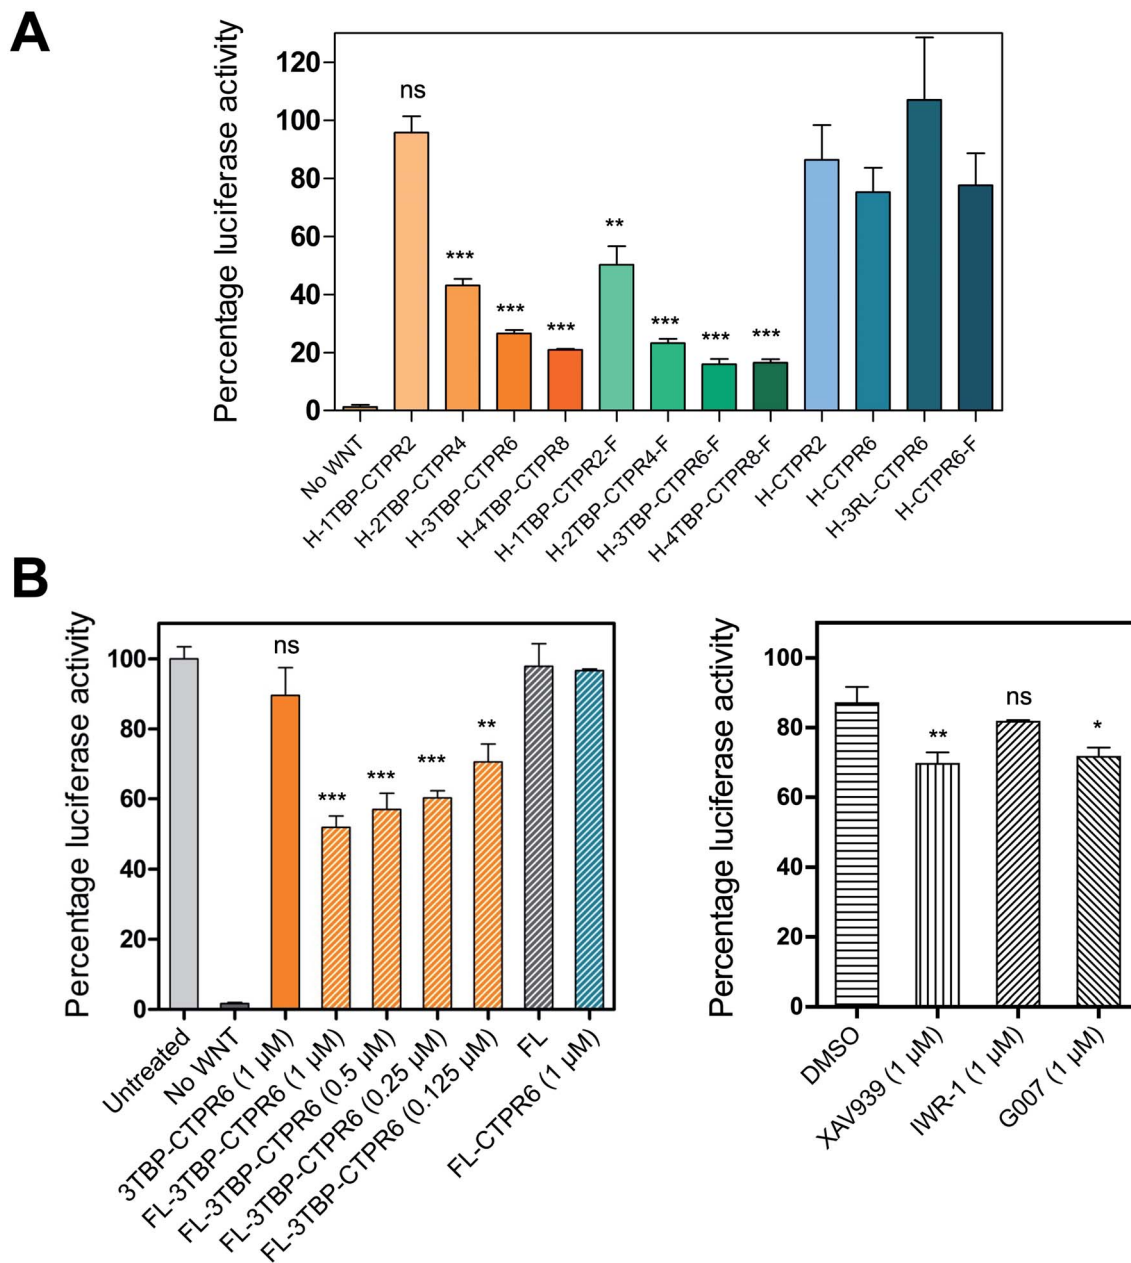 A
Percentage luciferase activity
120
100
80
60
40
20
0
ns
***
***
***
**
***
***
***
No WNT
H-1TBP-CTPR2
H-2TBP-CTPR4
H-3TBP-CTPR6
H-4TBP-CTPR8
H-1TBP-CTPR2-F
H-2TBP-CTPR4-F
H-3TBP-CTPR6-F
H-4TBP-CTPR8-F
H-CTPR2
H-CTPR6
H-3RL-CTPR6
H-CTPR6-F
B
Percentage luciferase activity
100
80
60
40
20
0
ns
***
***
***
**
Untreated
No WNT
3TBP-CTPR6 (1 µM)
FL-3TBP-CTPR6 (1 µM)
FL-3TBP-CTPR6 (0.5 µM)
FL-3TBP-CTPR6 (0.25 µM)
FL-3TBP-CTPR6 (0.125 µM)
FL
FL-CTPR6 (1 µM)
Percentage luciferase activity
100
80
60
40
20
0
**
ns
*
DMSO
XAV939 (1 µM)
IWR-1 (1 µM)
G007 (1 µM)